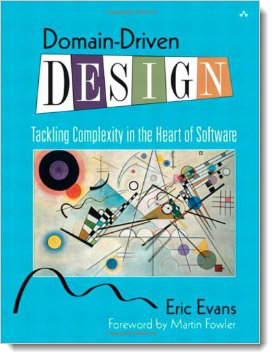 Domain-Driven
DESIGN
Tackling Complexity in the Heart of Software
Eric Evans
Foreword by Martin Fowler